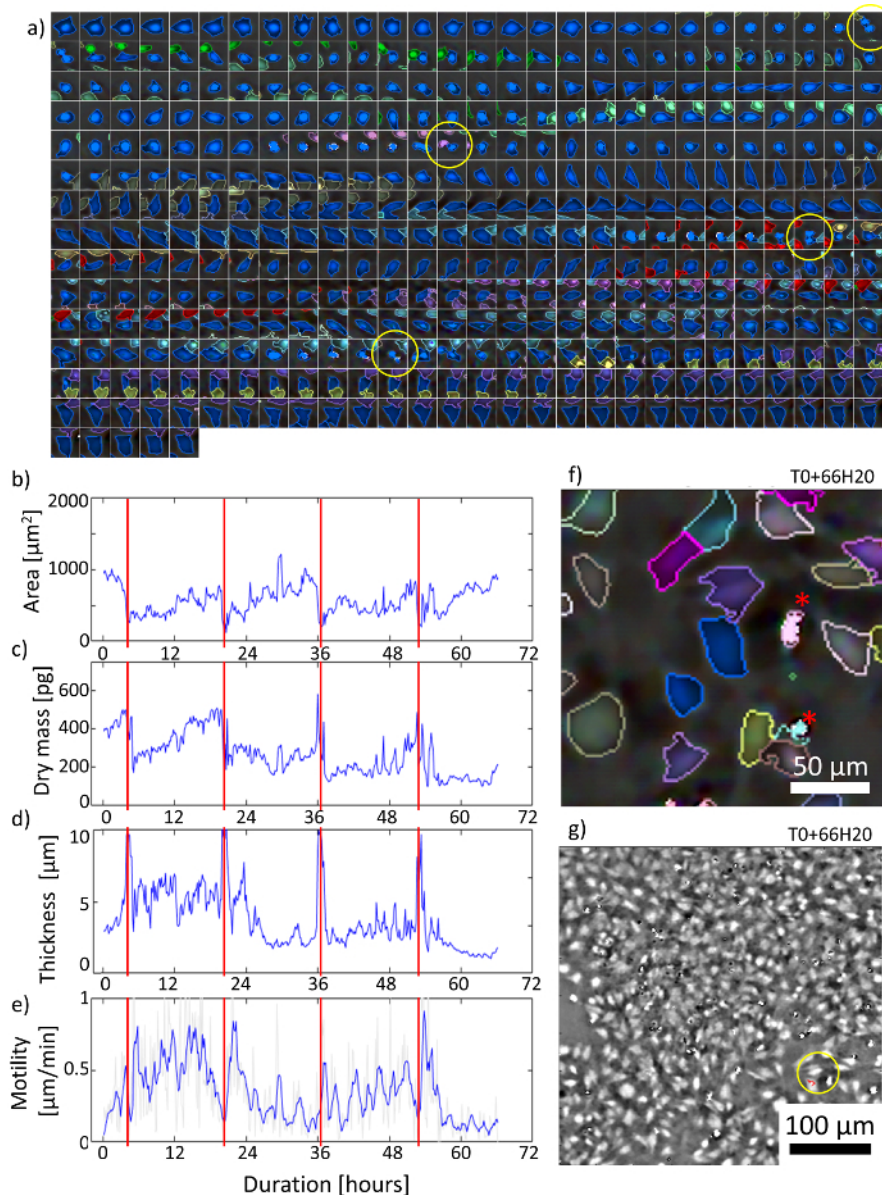 a)
b)
2000
1000
0
Area [µm²]
0 12 24 36 48 60 72
c)
600
400
200
0
Dry mass [pg]
0 12 24 36 48 60 72
d)
10
5
0
Thickness [µm]
0 12 24 36 48 60 72
e)
1
0.5
0
Motility
[µm/min]
0 12 24 36 48 60 72
Duration [hours]
f)
T0+66H20
*
*
50 µm
g)
T0+66H20
100 µm